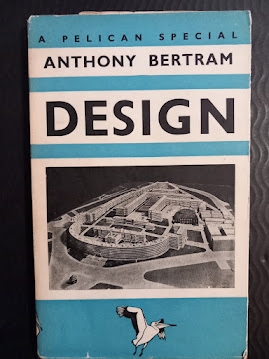 A PELICAN SPECIAL
ANTHONY BERTRAM
DESIGN